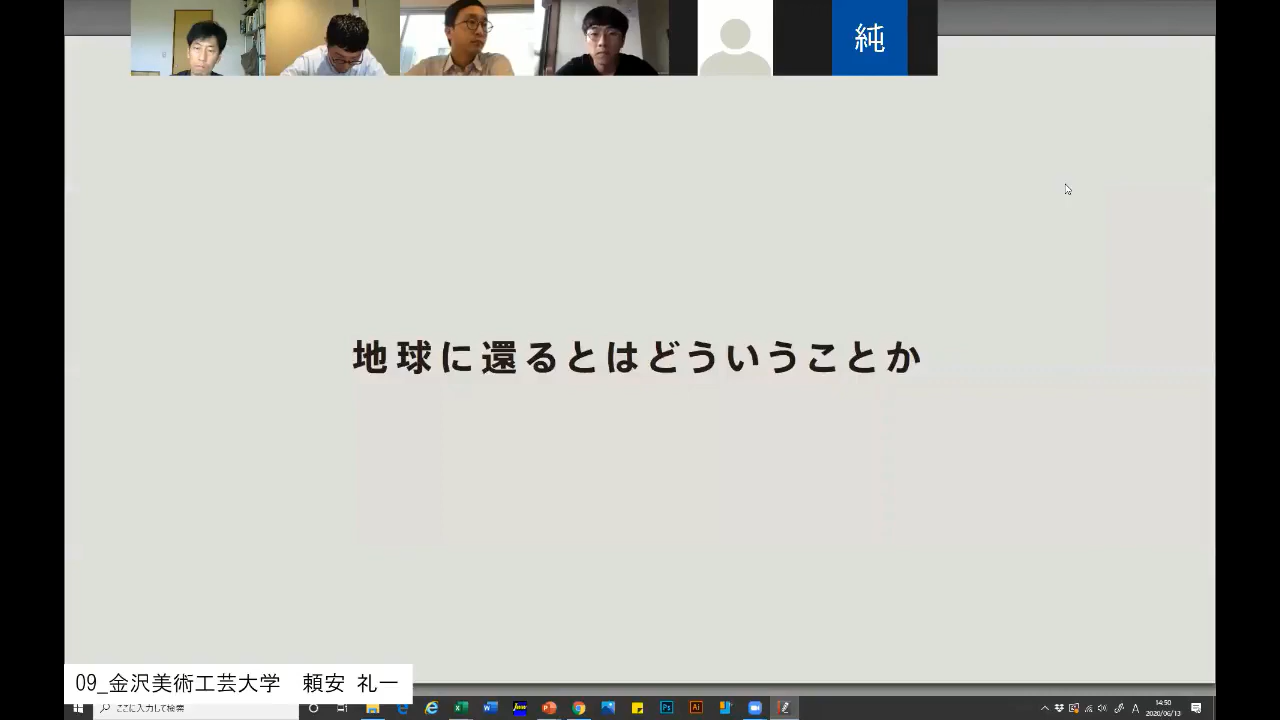 純
地球に還るとはどういうことか
09_金沢美術工芸大学　頼安 礼一
ここに入力して検索
A
14:50
2020/06/13